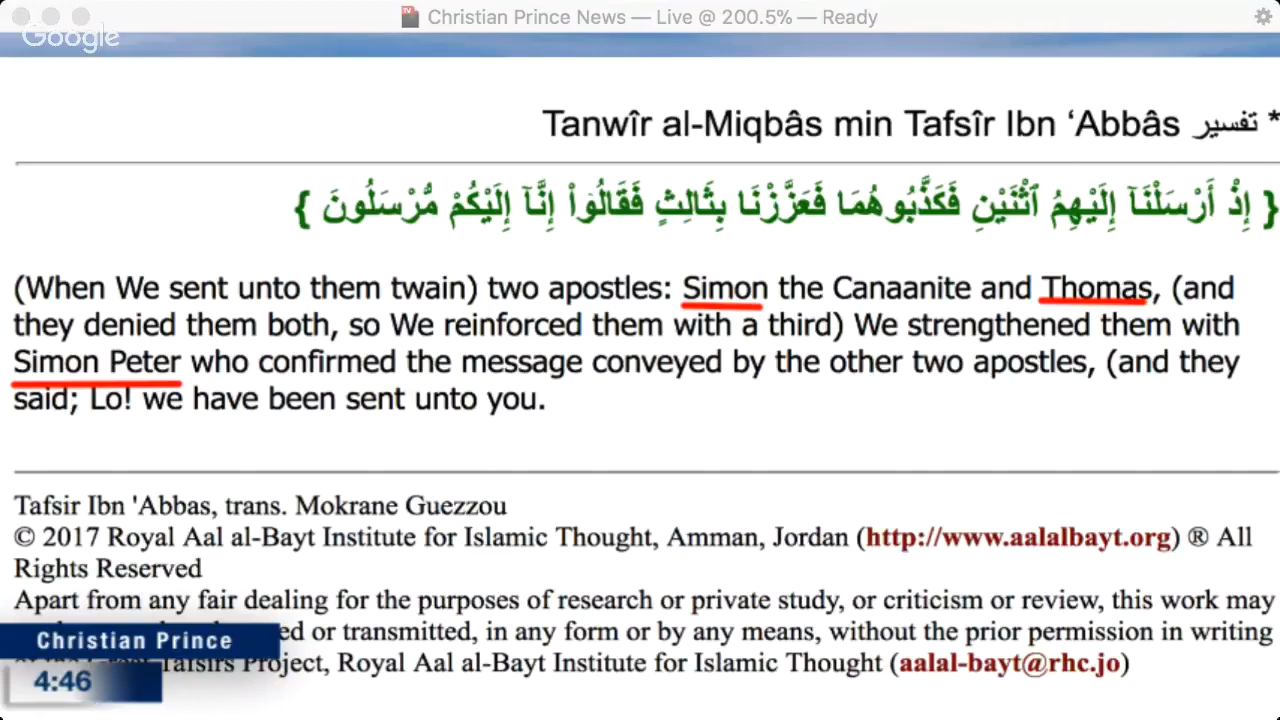 Christian Prince News — Live @ 200.5% — Ready
Google
Tanwîr al-Miqbâs min Tafsîr Ibn ‘Abbâs تفسير *
{ إِذْ أَرْسَلْنَآ إِلَيْهِمُ ٱثْنَيْنِ فَكَذَّبُوهُمَا فَعَزَّزْنَا بِثَالِثٍ فَقَالُوۤاْ إِنَّآ إِلَيْكُمْ مُّرْسَلُونَ }
(When We sent unto them twain) two apostles: Simon the Canaanite and Thomas, (and
they denied them both, so We reinforced them with a third) We strengthened them with
Simon Peter who confirmed the message conveyed by the other two apostles, (and they
said; Lo! we have been sent unto you.
Tafsir Ibn 'Abbas, trans. Mokrane Guezzou
© 2017 Royal Aal al-Bayt Institute for Islamic Thought, Amman, Jordan (http://www.aalalbayt.org) ® All
Rights Reserved
Apart from any fair dealing for the purposes of research or private study, or criticism or review, this work may
ed or transmitted, in any form or by any means, without the prior permission in writing
Tafsirs Project, Royal Aal al-Bayt Institute for Islamic Thought (aalal-bayt@rhc.jo)
Christian Prince
4:46